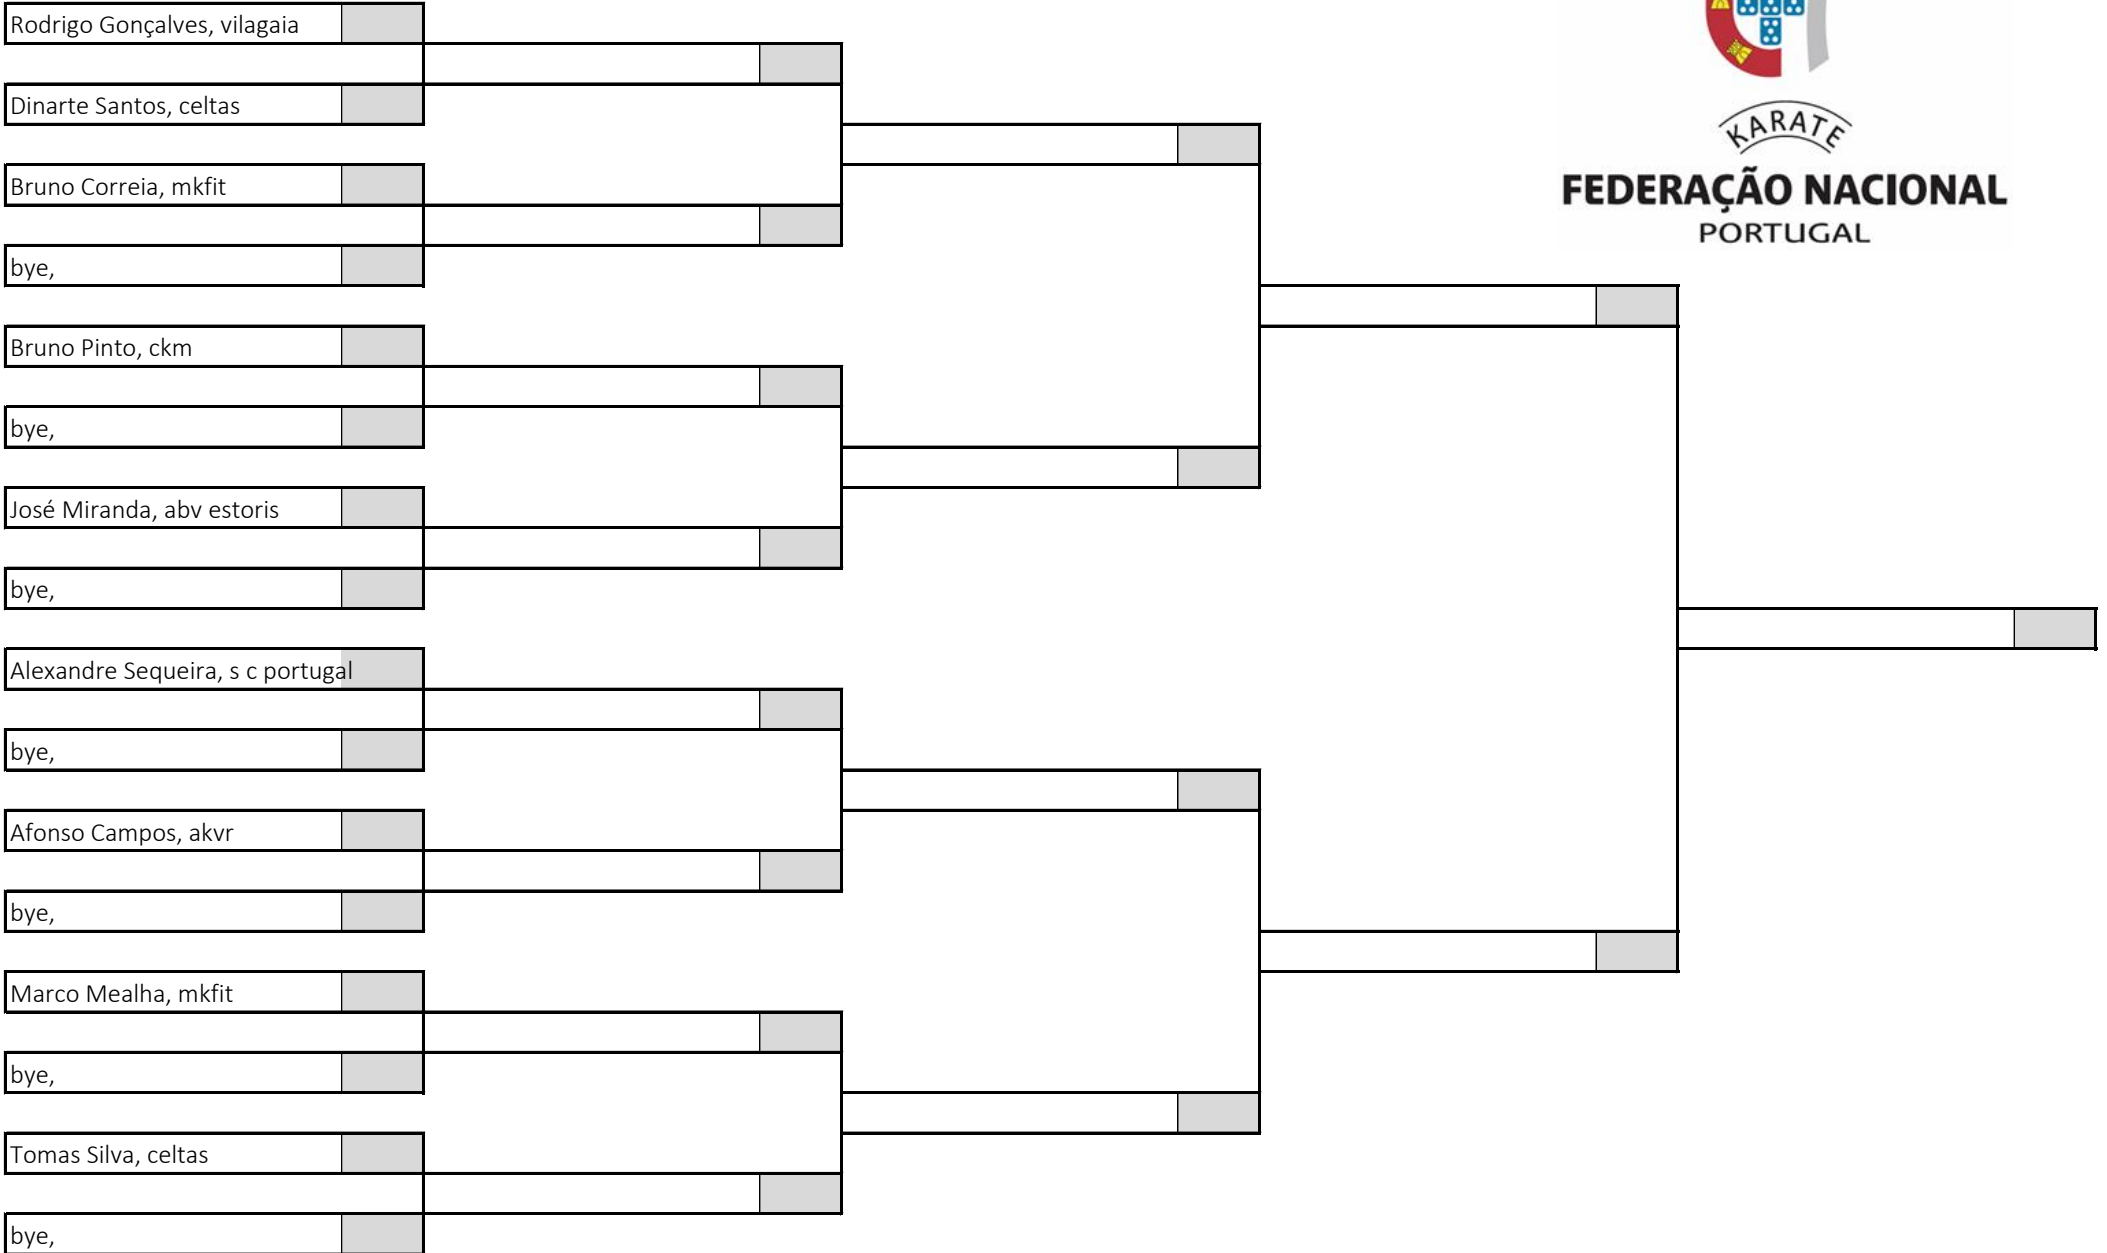 Rodrigo Gonçalves, vilagaia
Dinarte Santos, celtas
KARATE
Bruno Correia, mkfit
FEDERAÇÃO NACIONAL
PORTUGAL
bye,
Bruno Pinto, ckm
bye,
José Miranda, abv estoris
bye,
Alexandre Sequeira, s c portugal
bye,
Afonso Campos, akvr
bye,
Marco Mealha, mkfit
bye,
Tomas Silva, celtas
bye,